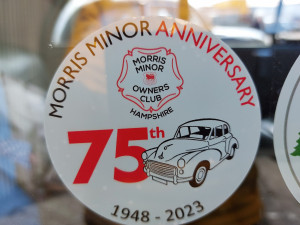 MORRIS MINOR ANNIVERSARY
MORRIS
MINOR
OWNERS
CLUB
HAMPSHIRE
75th
1948 - 2023